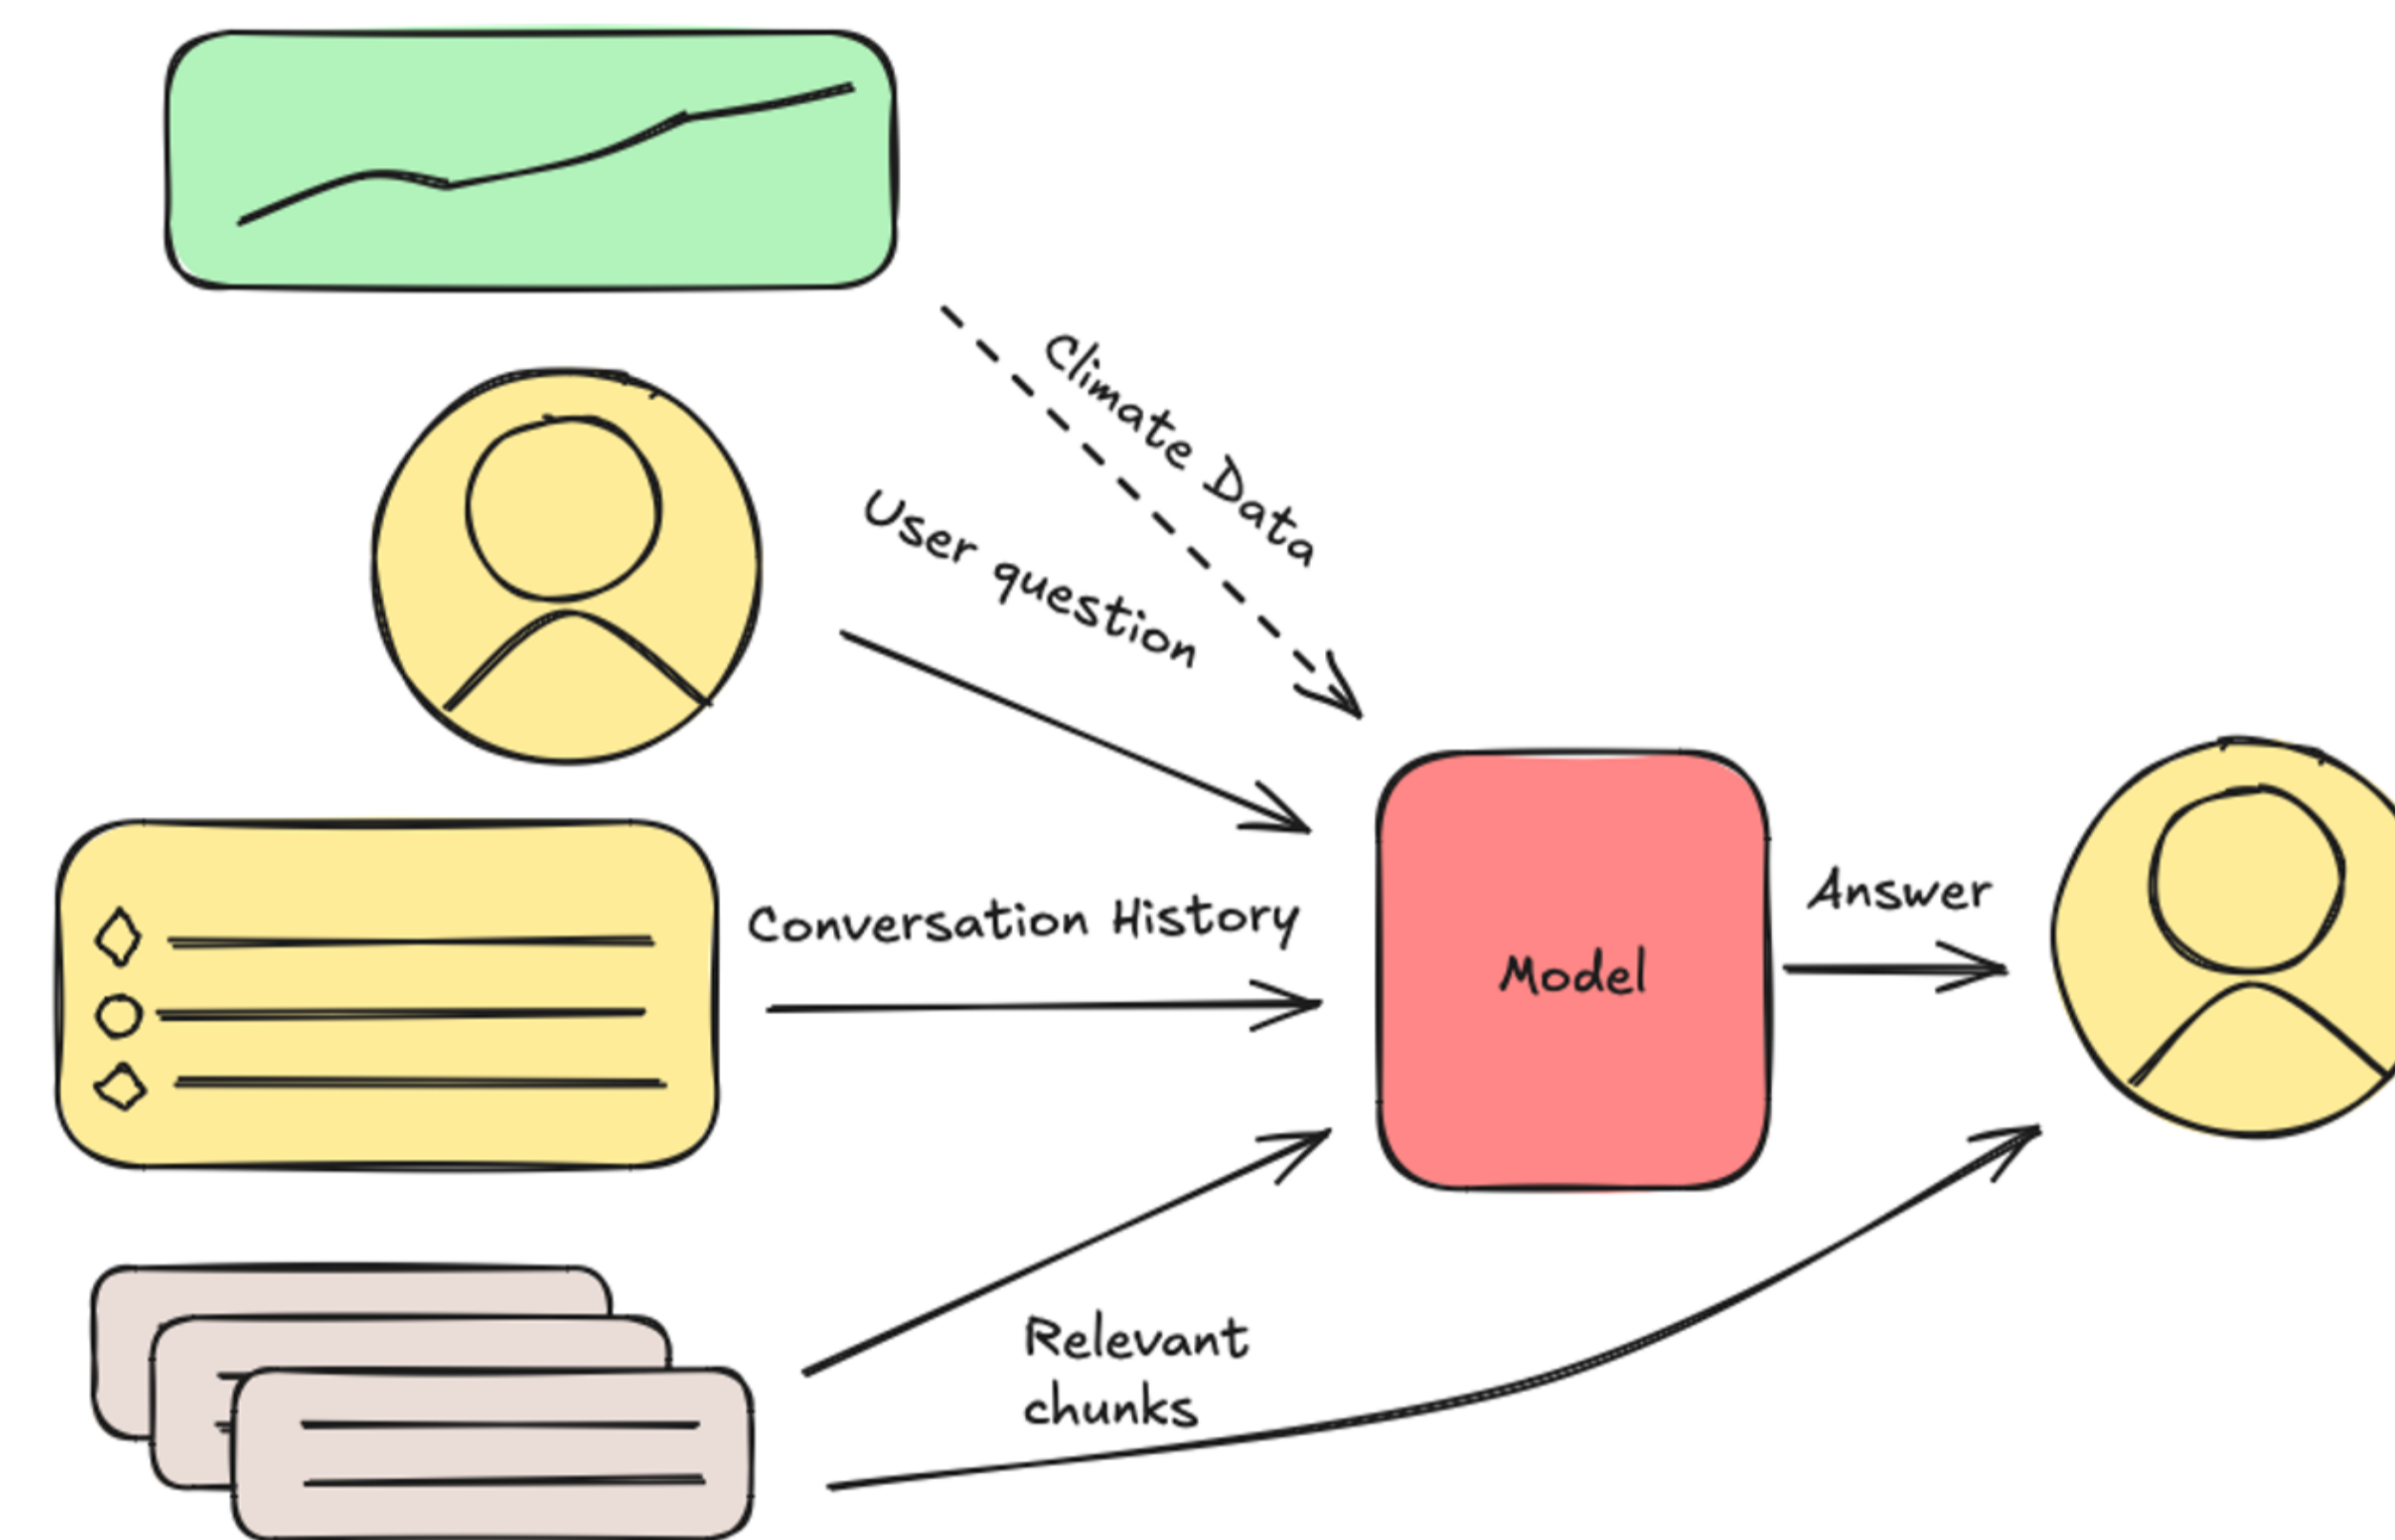 Climate Data
User question
Conversation History
Answer
Model
Relevant
chunks